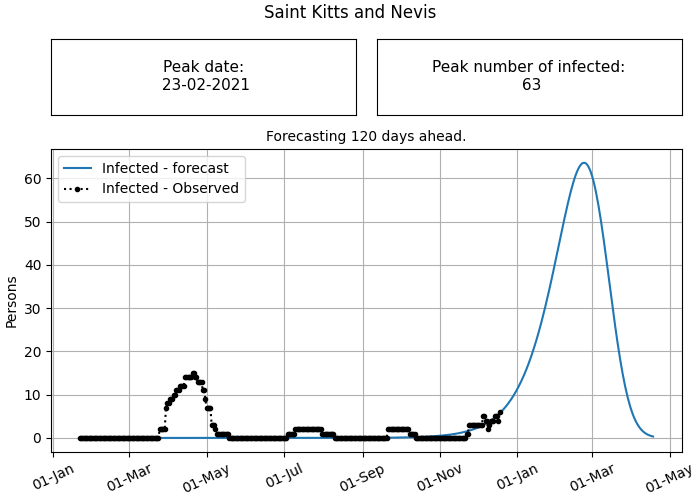 Saint Kitts and Nevis
Peak date:
23-02-2021
Peak number of infected:
63
Forecasting 120 days ahead.
Infected - forecast
Infected - Observed
Persons
60
50
40
30
20
10
0
01-Jan
01-Mar
01-May
01-Jul
01-Sep
01-Nov
01-Jan
01-Mar
01-May